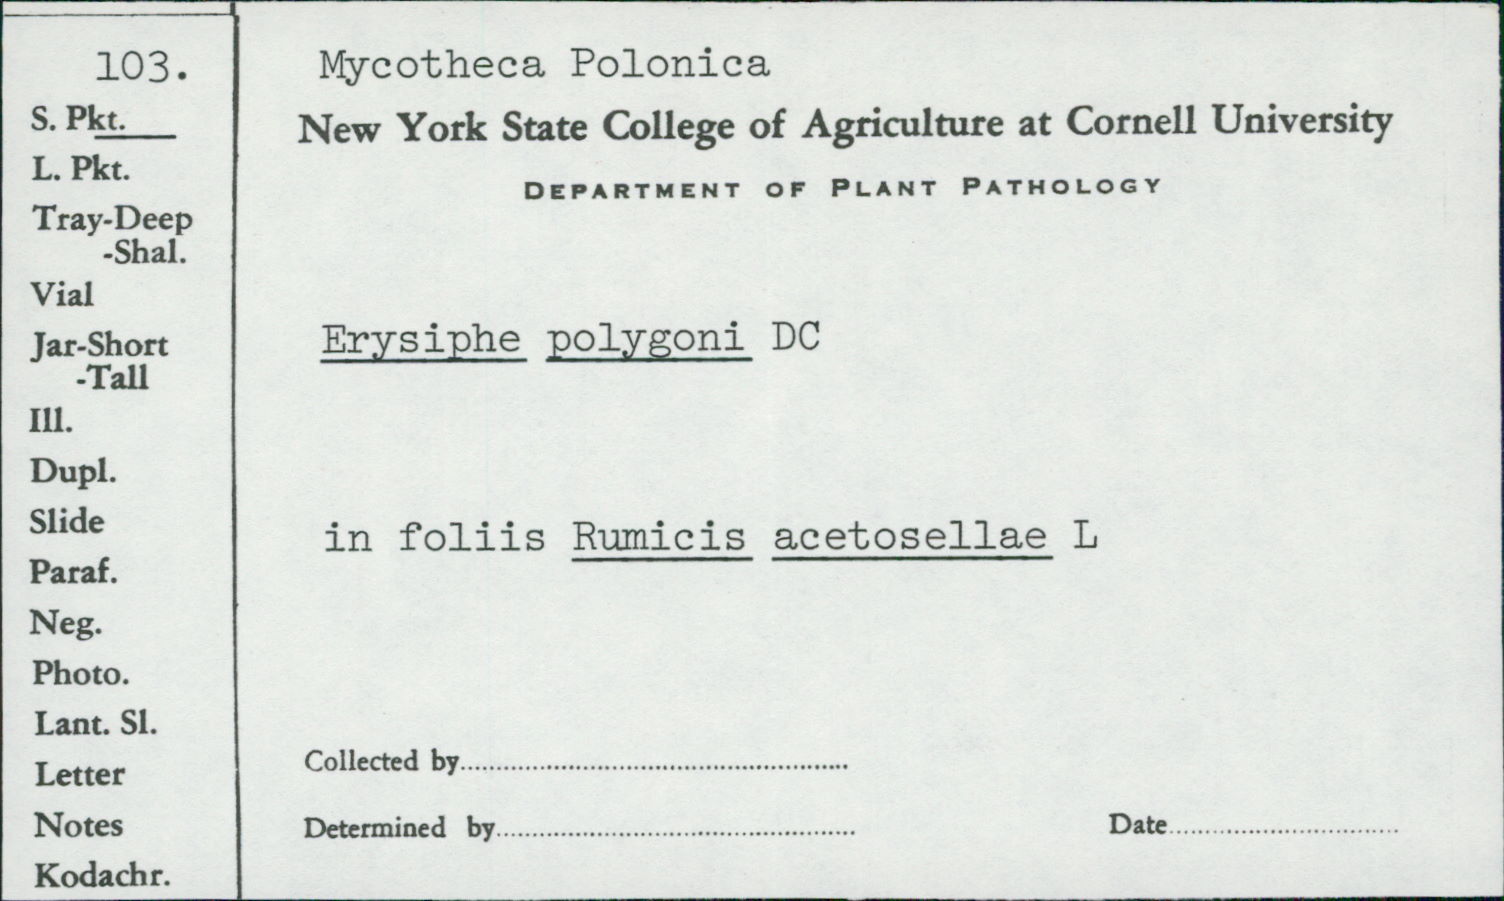 103.
S. Pkt.
L. Pkt.
Tray-Deep
-Shal.
Vial
Jar-Short
-Tall
Ill.
Dupl.
Slide
Paraf.
Neg.
Photo.
Lant. Sl.
Letter
Notes
Kodachr.
Mycotheca Polonica
New York State College of Agriculture at Cornell University
DEPARTMENT OF PLANT PATHOLOGY
Erysiphe polygoni DC
in foliis Rumicis acetosellae L
Collected by
Determined by
Date